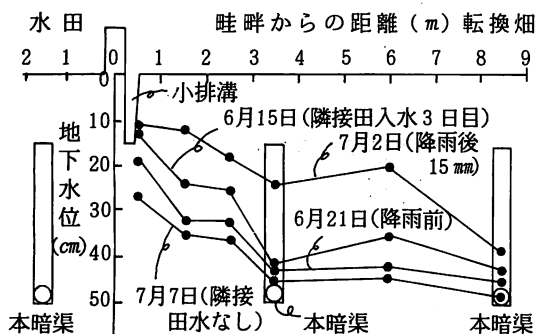 水田 畦畔からの距離(m)転換畑
2 1 0 1 2 3 4 5 6 7 8 9
小排溝
10
6月15日(隣接田入水3日目)
7月2日(降雨後
15mm)
地下水位
(cm)
20
30
6月21日(降雨前)
40
7月7日(隣接
田水なし)
50
本暗渠 本暗渠 本暗渠